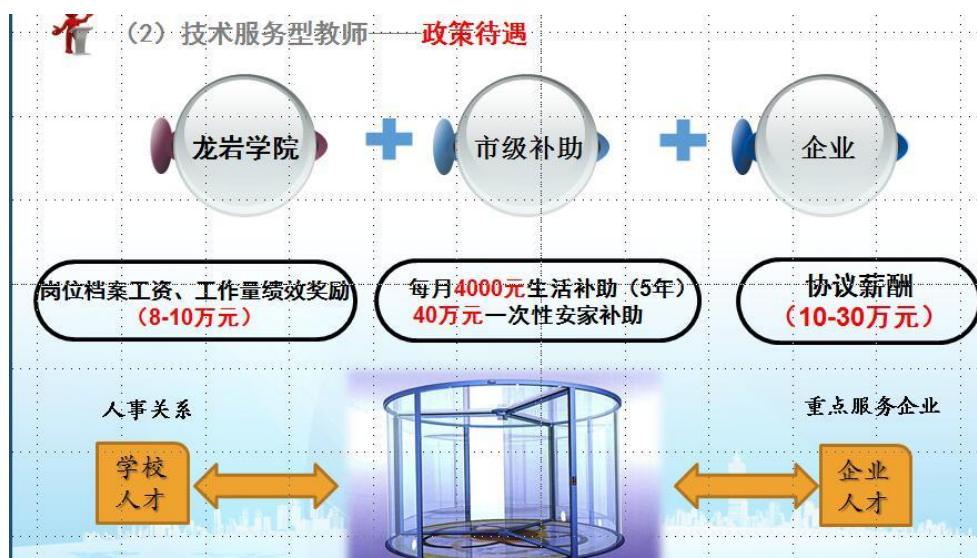 （2）技术服务型教师——政策待遇
龙岩学院
市级补助
企业
岗位档案工资、工作量绩效奖励
（8-10万元）
每月4000元生活补助（5年）
40万元一次性安家补助
协议薪酬
（10-30万元）
人事关系
重点服务企业
学校
人才
企业
人才